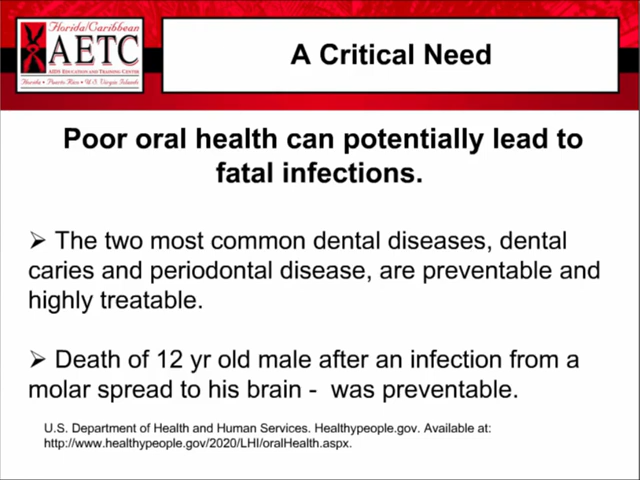 Florida/Caribbean
AETC
AIDS EDUCATION AND TRAINING CENTER
Florida • Puerto Rico • U.S. Virgin Islands
A Critical Need
Poor oral health can potentially lead to
fatal infections.
➢ The two most common dental diseases, dental
caries and periodontal disease, are preventable and
highly treatable.
➢ Death of 12 yr old male after an infection from a
molar spread to his brain - was preventable.
U.S. Department of Health and Human Services. Healthypeople.gov. Available at:
http://www.healthypeople.gov/2020/LHI/oralHealth.aspx.